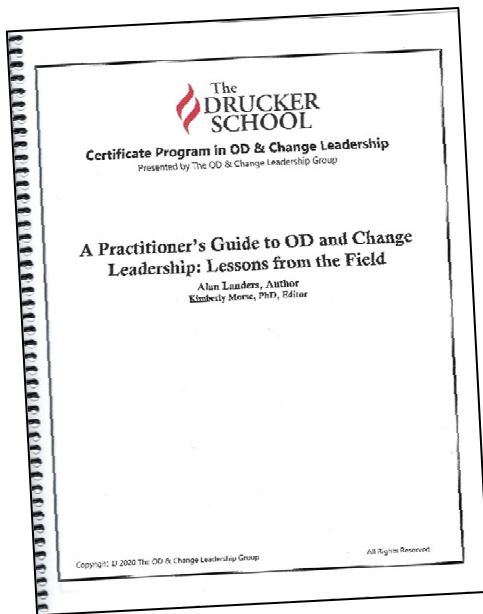 The
DRUCKER
SCHOOL
Certificate Program in OD & Change Leadership
Presented by The OD & Change Leadership Group
A Practitioner's Guide to OD and Change
Leadership: Lessons from the Field
Alan Landers, Author
Kimberly Morse, PhD, Editor
Copyright © 2020 The OD & Change Leadership Group
All Rights Reserved